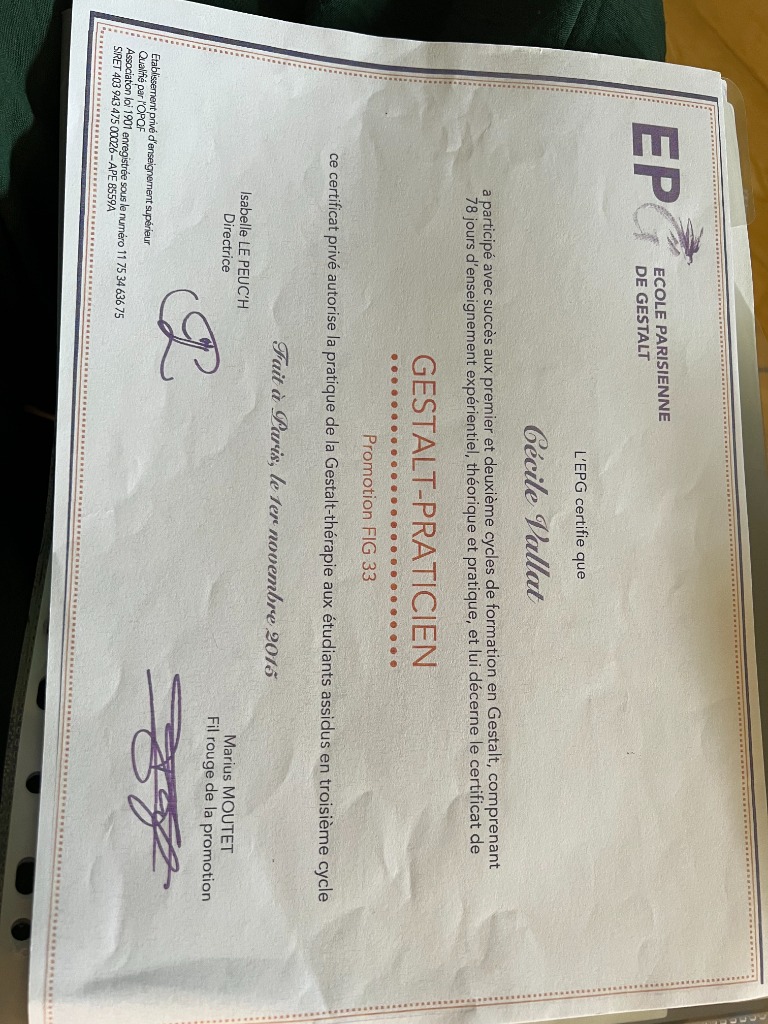 EPG
ECOLE PARISIENNE
DE GESTALT
L'EPG certifie que
Cécile Vallat
a participé avec succès aux premier et deuxième cycles de formation en Gestalt, comprenant
78 jours d'enseignement expérientiel, théorique et pratique, et lui décerne le certificat de
GESTALT-PRATICIEN
Promotion FIG 33
ce certificat privé autorise la pratique de la Gestalt-thérapie aux étudiants assidus en troisième cycle
Fait à Paris, le 1er novembre 2015
Isabelle LE PEUC'H
Directrice
Marius MOUTET
Fil rouge de la promotion
Etablissement privé d'enseignement supérieur
Qualifié par l'OPQF
Association loi 1901 enregistrée sous le numéro 11 75 34 636 75
SIRET 403 943 475 00026 – APE 8559A